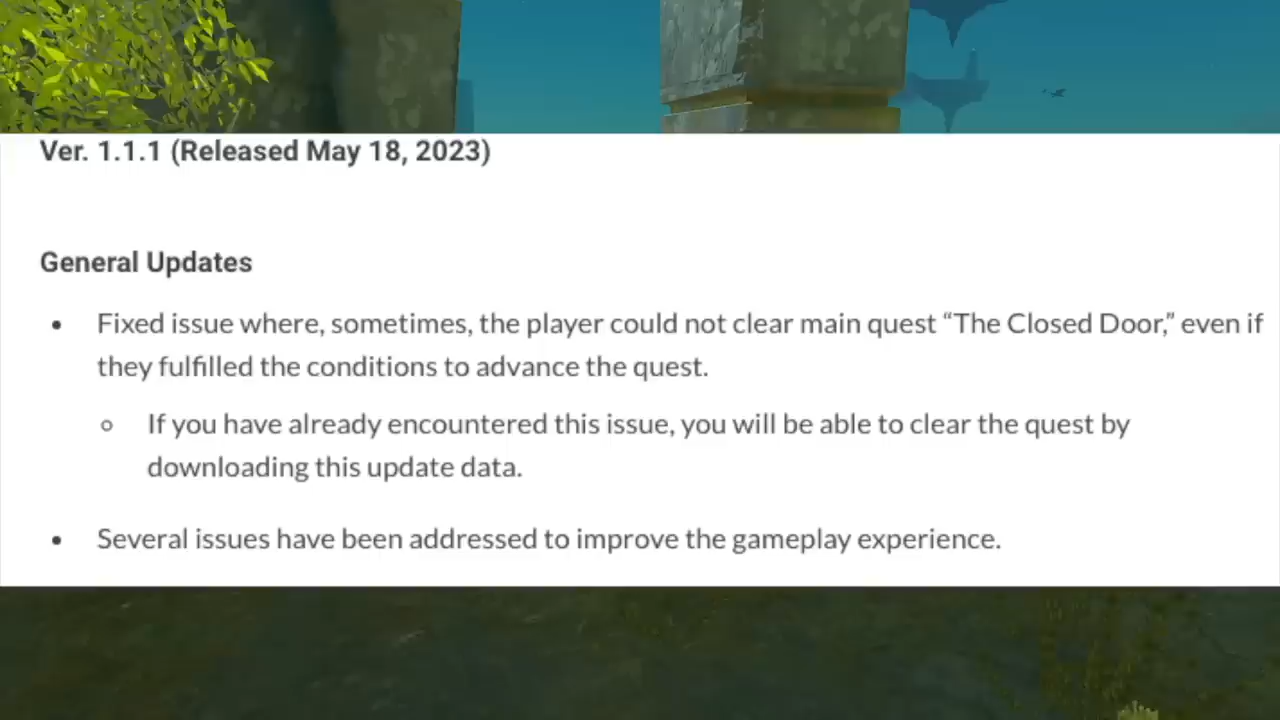 Ver. 1.1.1 (Released May 18, 2023)
General Updates
• Fixed issue where, sometimes, the player could not clear main quest “The Closed Door,” even if
they fulfilled the conditions to advance the quest.
◦ If you have already encountered this issue, you will be able to clear the quest by
downloading this update data.
• Several issues have been addressed to improve the gameplay experience.